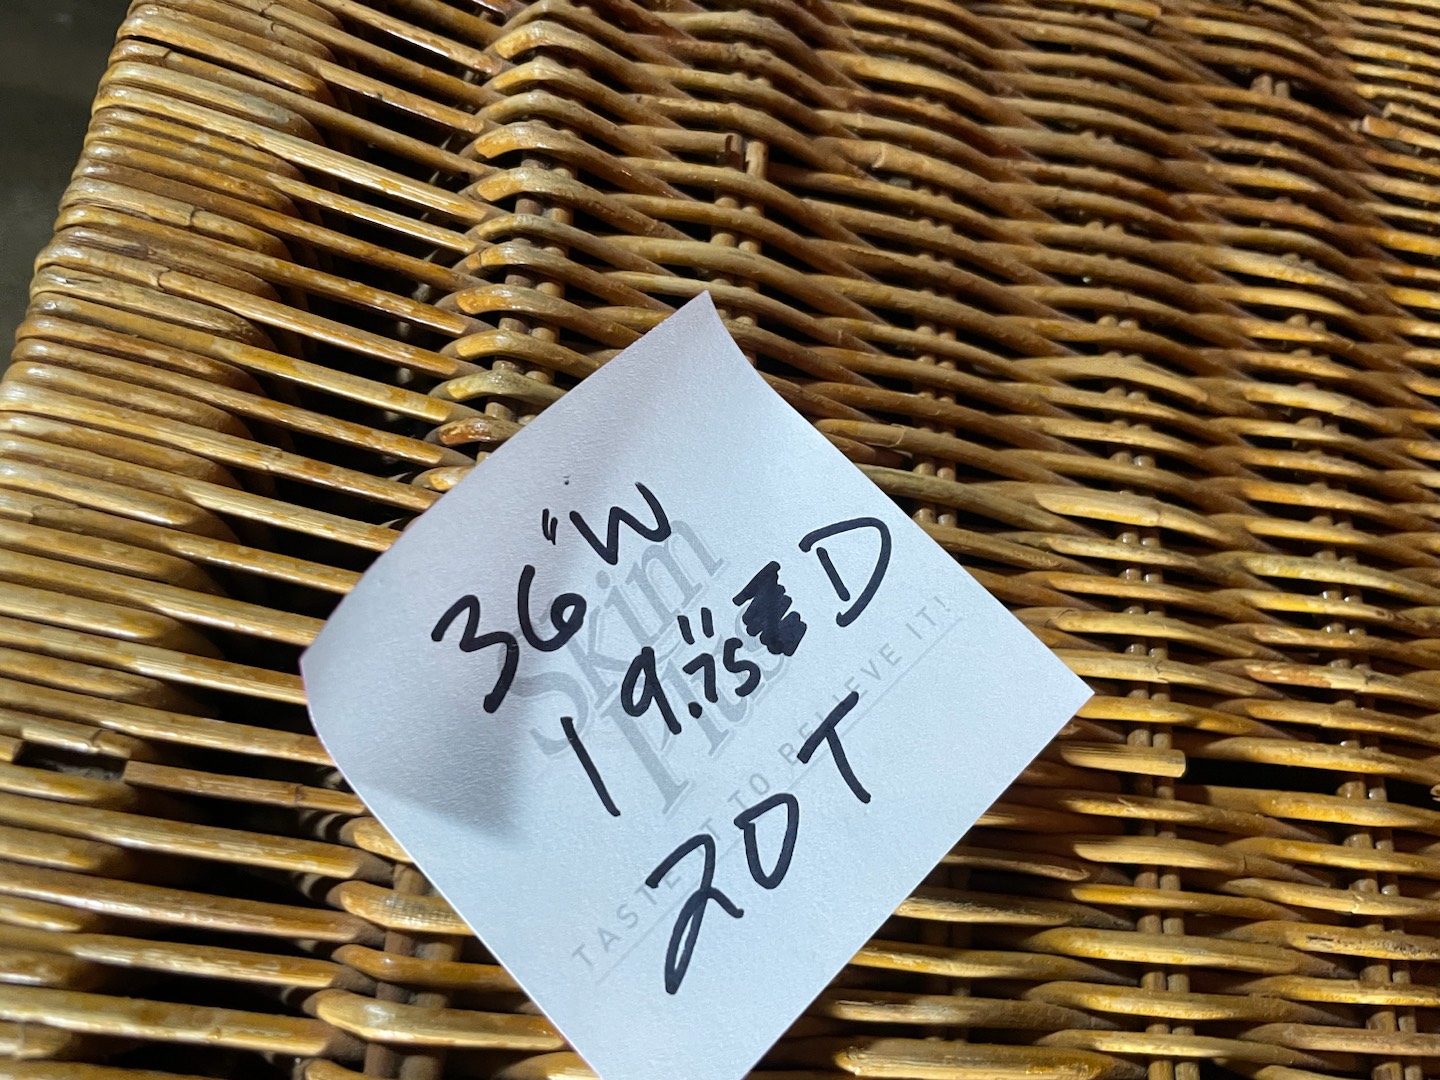 36"W
19.75"D
20T
Skim
TASTE IT TO BELIEVE IT!